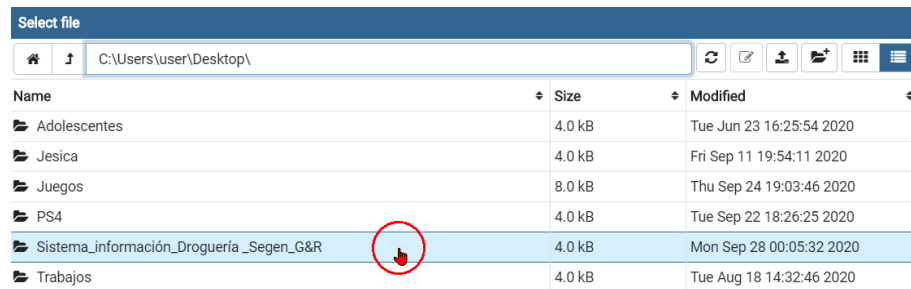 Select file
C:\Users\user\Desktop\
Name Size Modified
Adolescentes 4.0 kB Tue Jun 23 16:25:54 2020
Jesica 4.0 kB Fri Sep 11 19:54:11 2020
Juegos 8.0 kB Thu Sep 24 19:03:46 2020
PS4 4.0 kB Tue Sep 22 18:26:25 2020
Sistema_información_Droguería _Segen_G&R 4.0 kB Mon Sep 28 00:05:32 2020
Trabajos 4.0 kB Tue Aug 18 14:32:46 2020